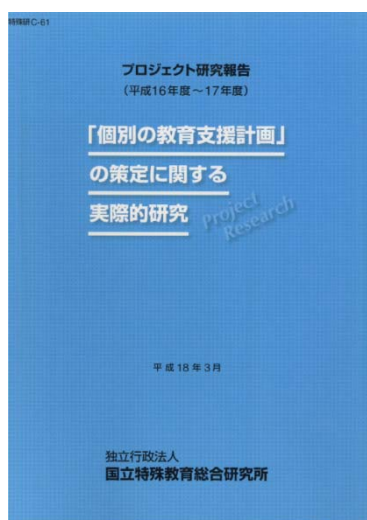 特殊研C-61
プロジェクト研究報告
（平成16年度～17年度）
「個別の教育支援計画」
の策定に関する
実際的研究
Project
Research
平成18年3月
独立行政法人
国立特殊教育総合研究所